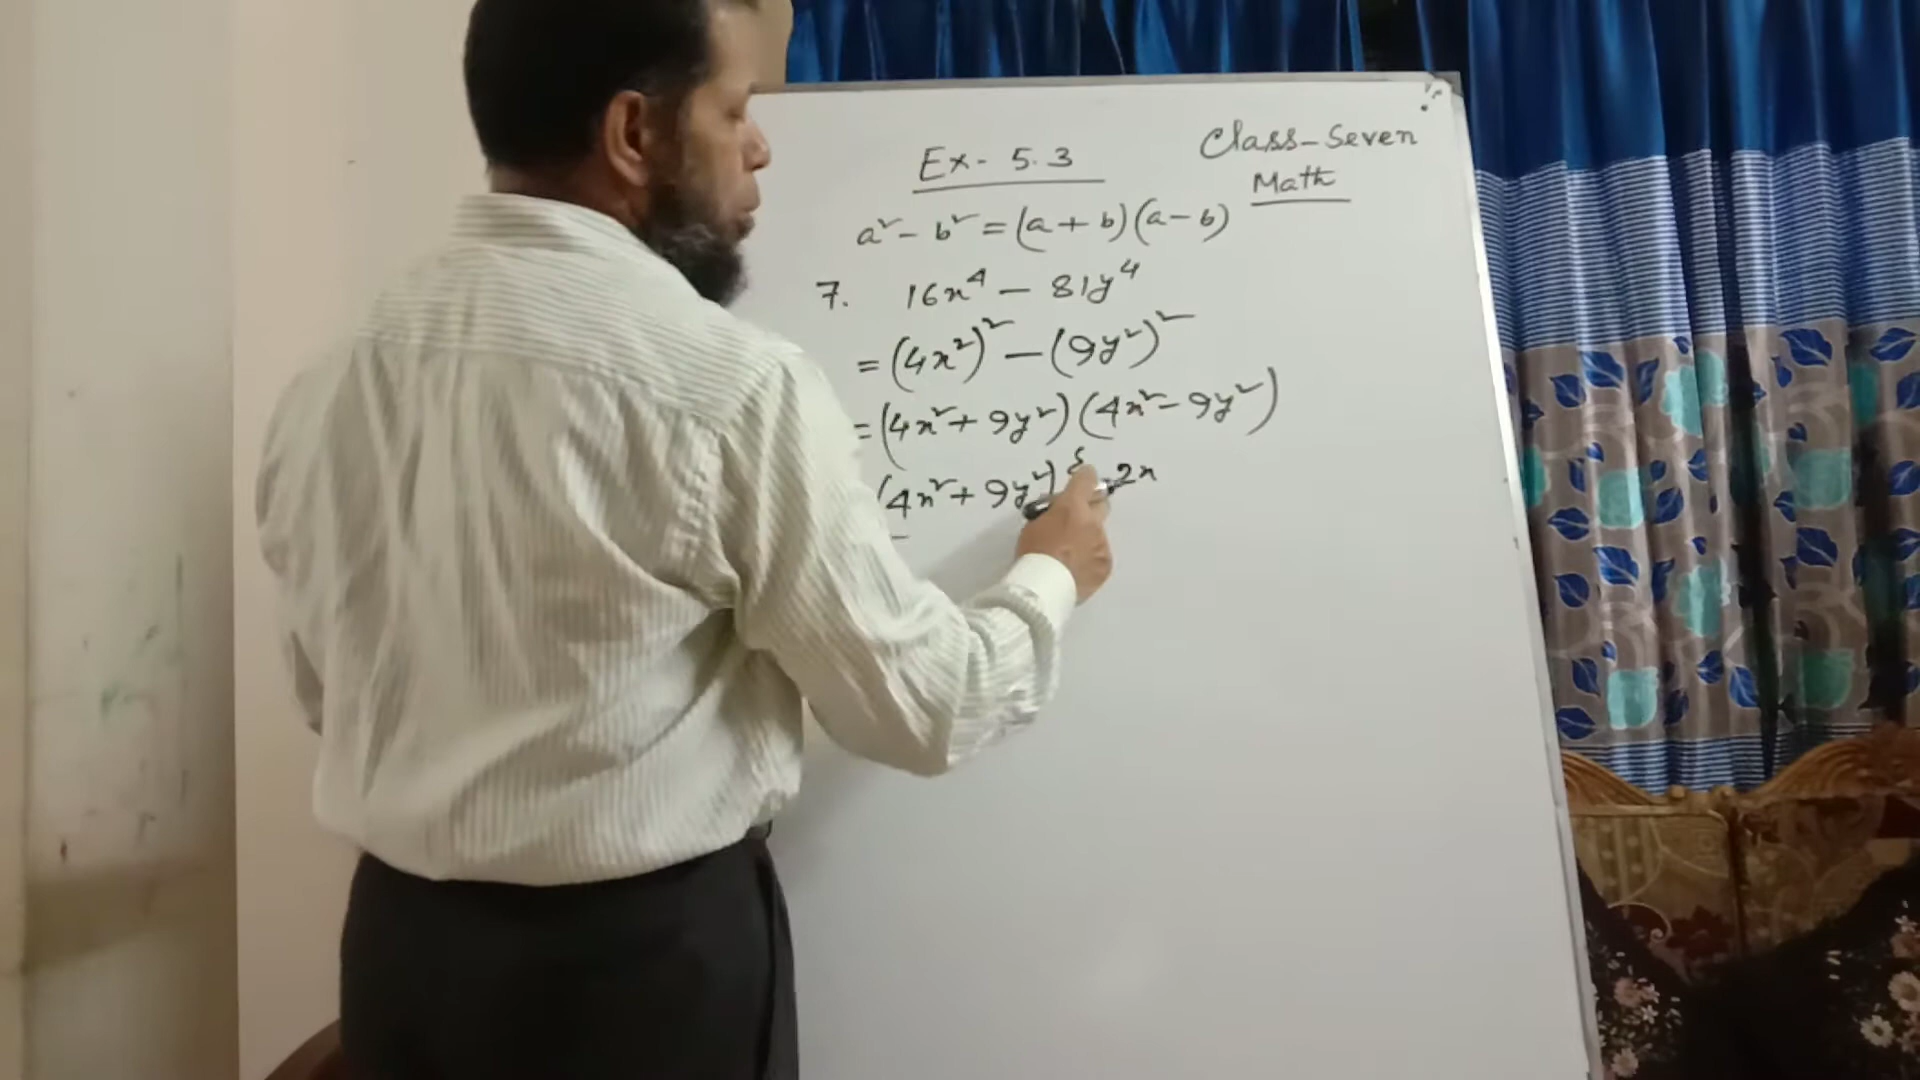 Ex- 5.3
Class-Seven
Math
a² - b² = (a + b)(a - b)
7. 16x⁴ - 81y⁴
= (4x²)² - (9y²)²
= (4x² + 9y²)(4x² - 9y²)
(4x² + 9y²) { 2x